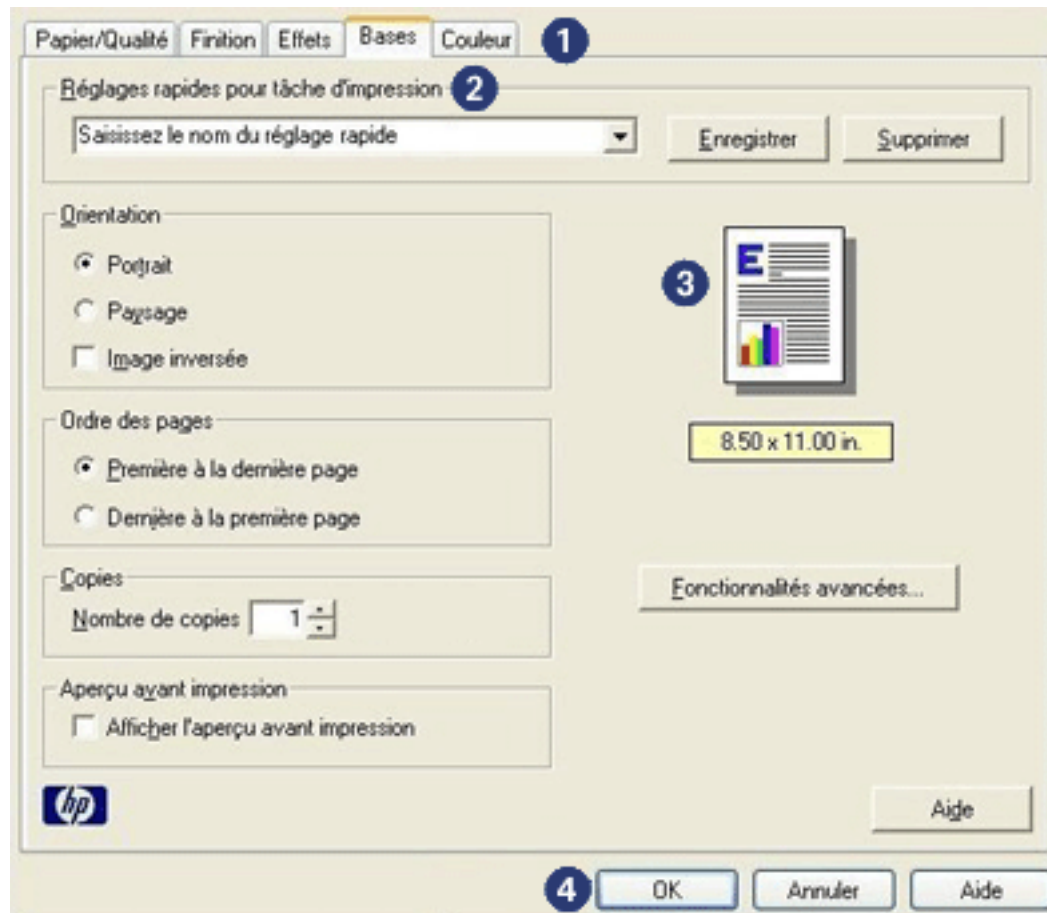 Papier/Qualité Finition Effets Bases Couleur 1
Réglages rapides pour tâche d'impression 2
Saisissez le nom du réglage rapide Enregistrer Supprimer
Orientation
Portrait
Paysage
Image inversée
3
E
8.50 x 11.00 in.
Ordre des pages
Première à la dernière page
Dernière à la première page
Copies
Nombre de copies 1
Fonctionnalités avancées...
Aperçu avant impression
Afficher l'aperçu avant impression
hp
Aide
4 OK Annuler Aide